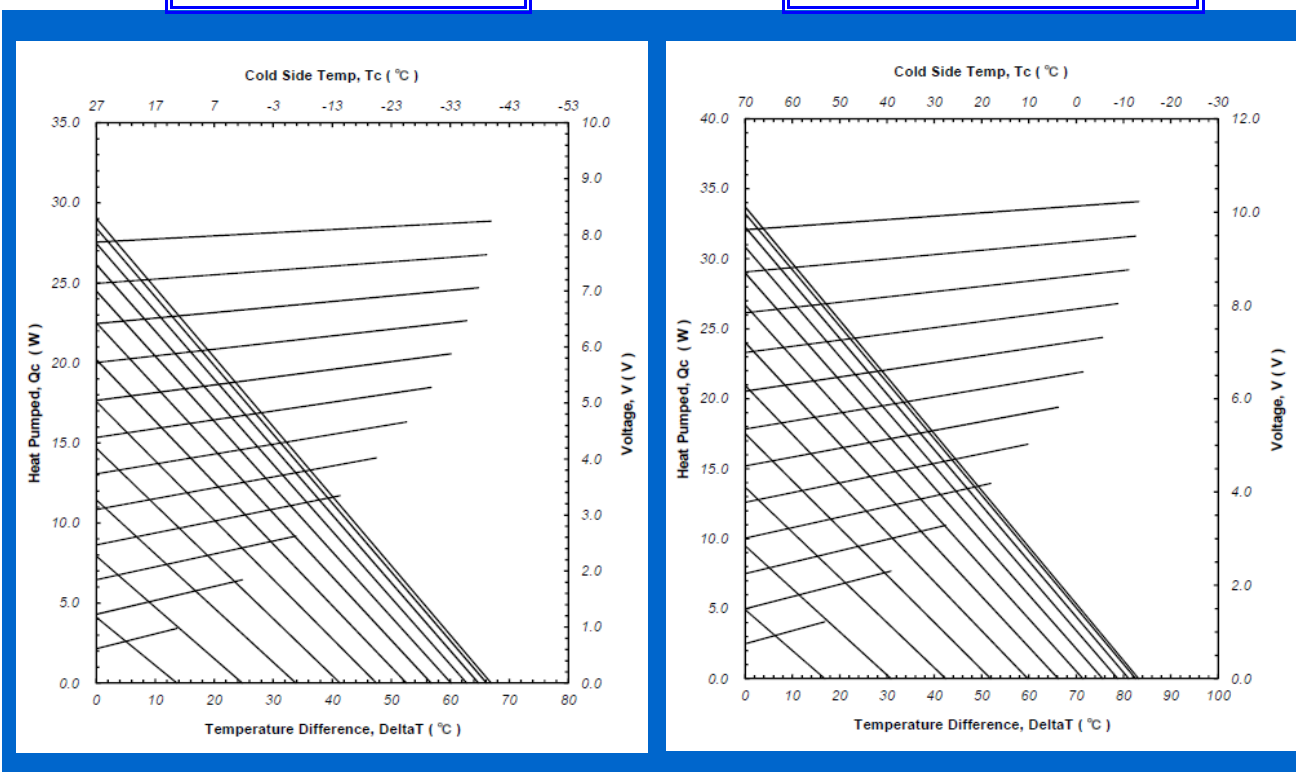 Cold Side Temp, Tc ( ℃ )
27 17 7 -3 -13 -23 -33 -43 -53
35.0
30.0
25.0
20.0
15.0
10.0
5.0
0.0
Heat Pumped, Qc ( W )
10.0
9.0
8.0
7.0
6.0
5.0
4.0
3.0
2.0
1.0
0.0
Voltage, V ( V )
0 10 20 30 40 50 60 70 80
Temperature Difference, DeltaT ( ℃ )
Cold Side Temp, Tc ( ℃ )
70 60 50 40 30 20 10 0 -10 -20 -30
40.0
35.0
30.0
25.0
20.0
15.0
10.0
5.0
0.0
Heat Pumped, Qc ( W )
12.0
10.0
8.0
6.0
4.0
2.0
0.0
Voltage, V ( V )
0 10 20 30 40 50 60 70 80 90 100
Temperature Difference, DeltaT ( ℃ )